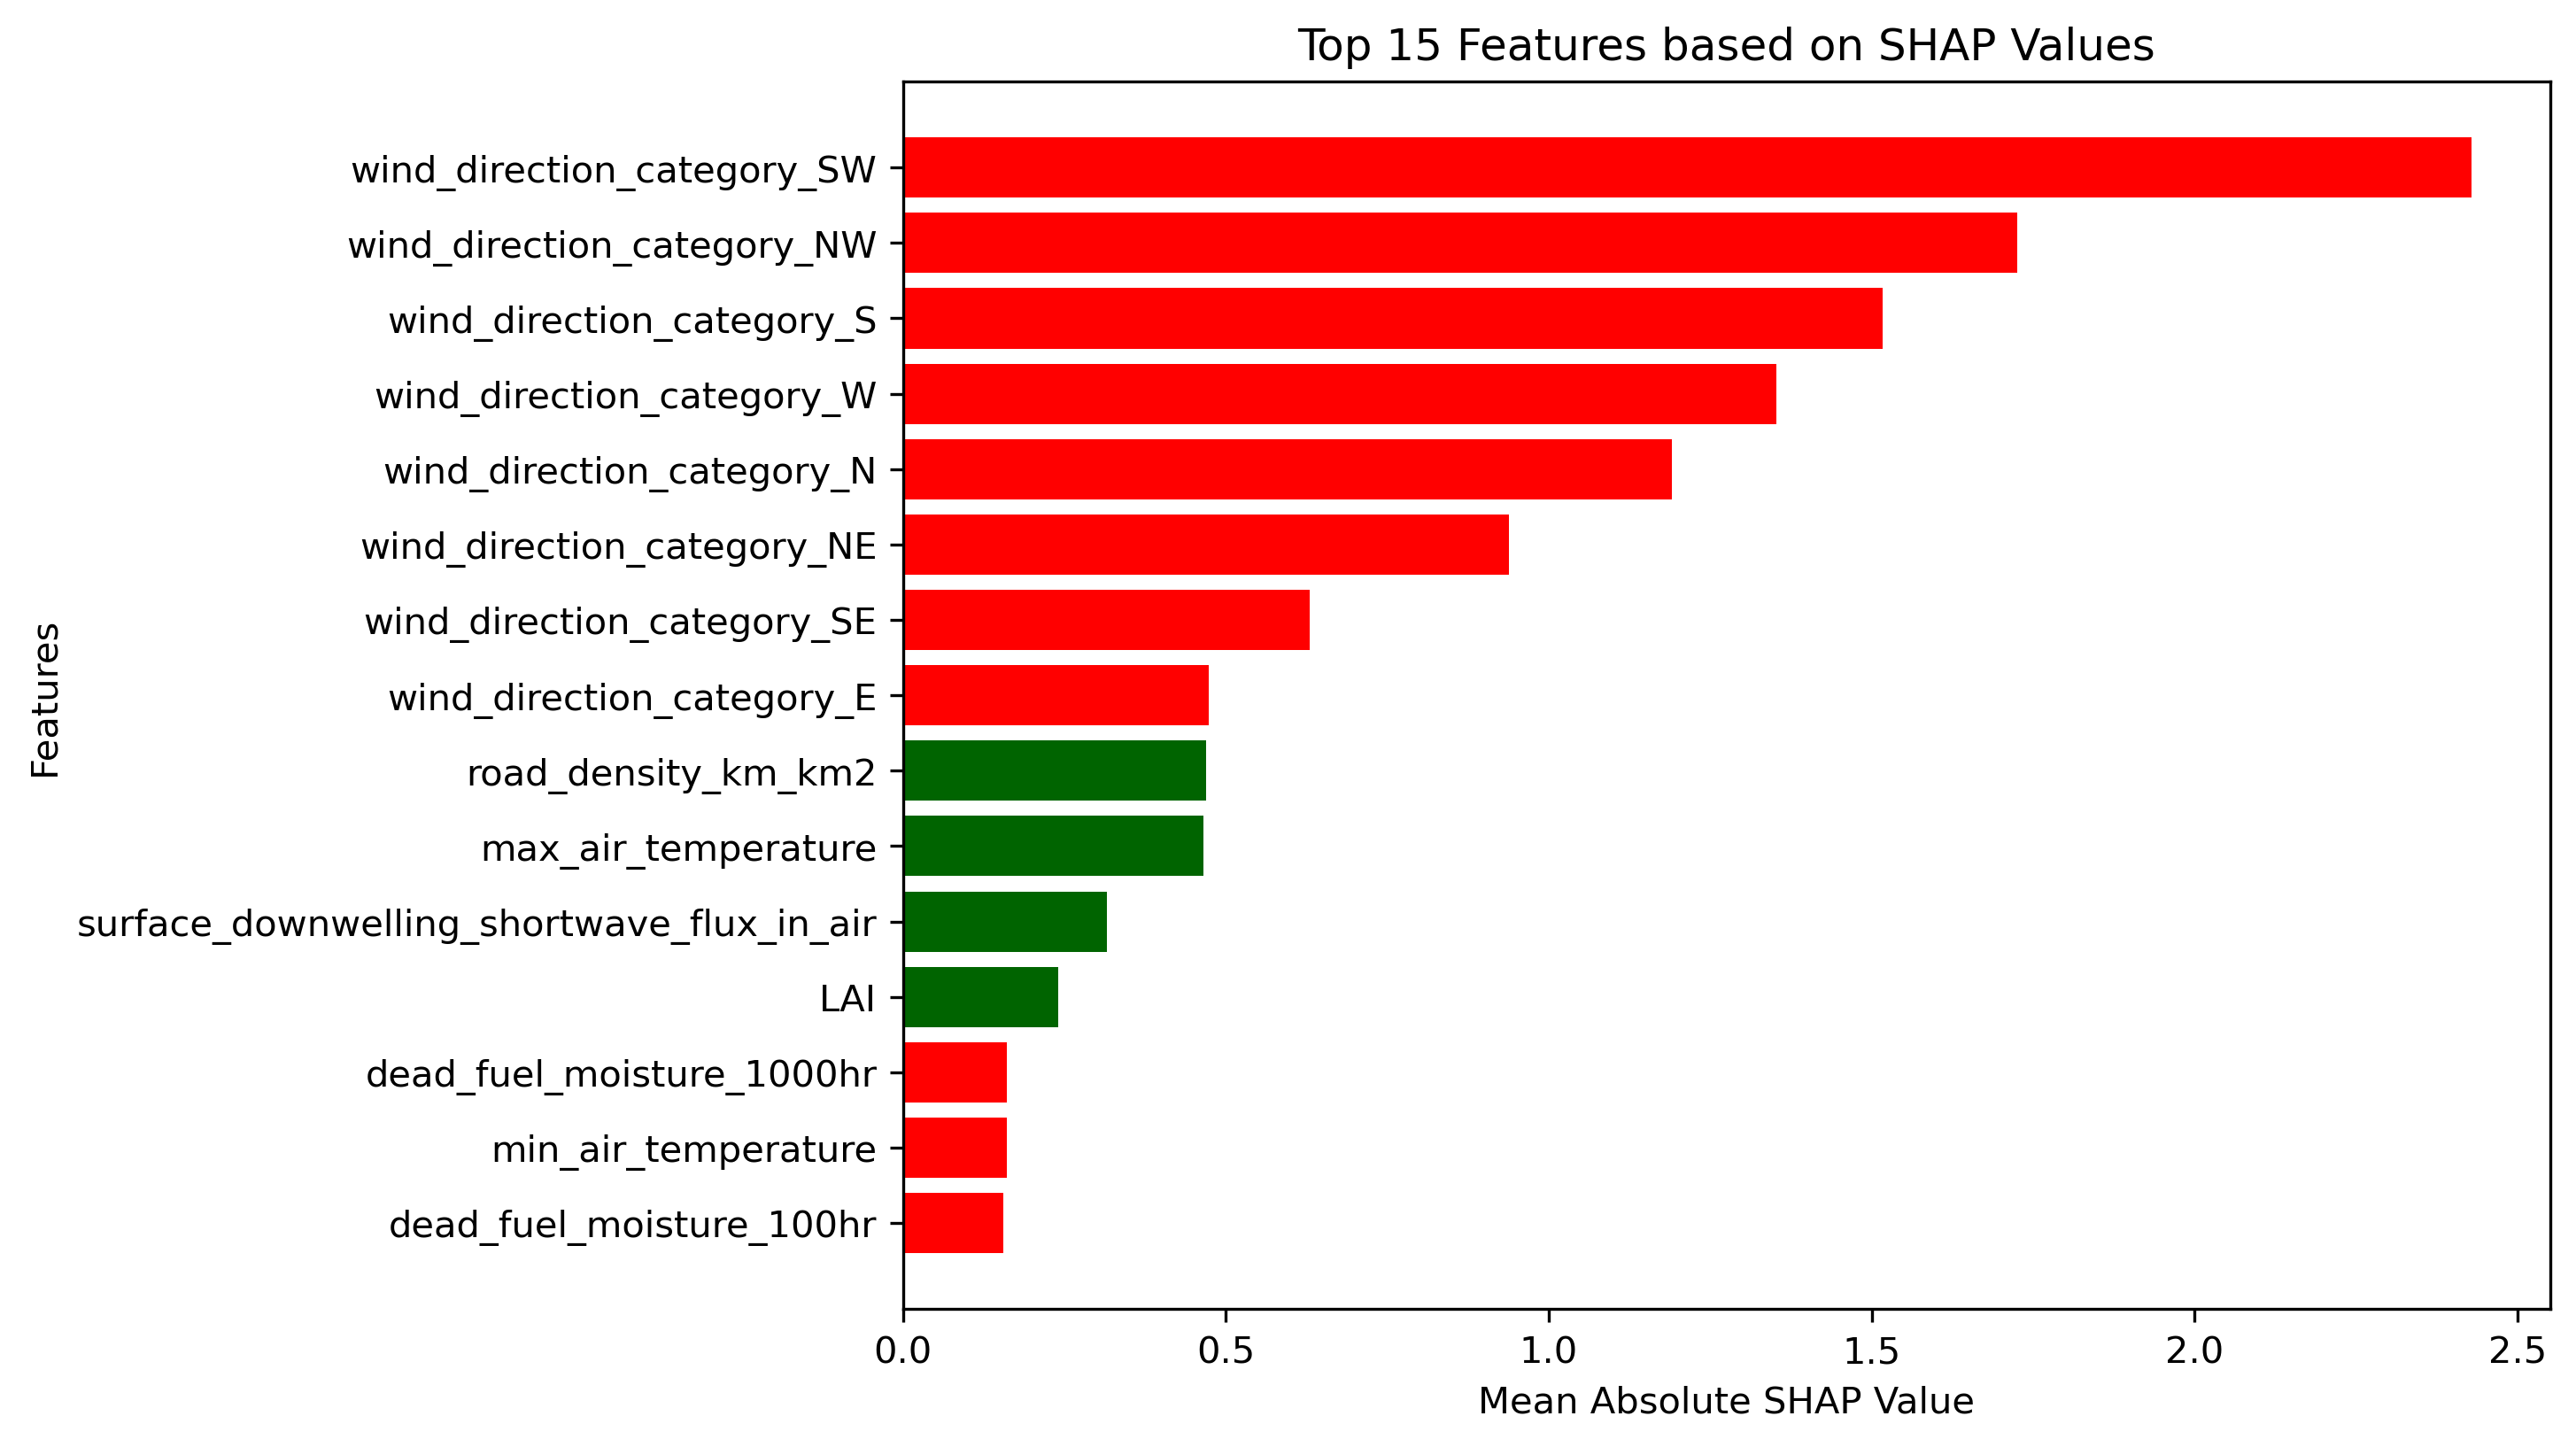 Top 15 Features based on SHAP Values
wind_direction_category_SW
wind_direction_category_NW
wind_direction_category_S
wind_direction_category_W
wind_direction_category_N
wind_direction_category_NE
wind_direction_category_SE
wind_direction_category_E
road_density_km_km2
max_air_temperature
surface_downwelling_shortwave_flux_in_air
LAI
dead_fuel_moisture_1000hr
min_air_temperature
dead_fuel_moisture_100hr
Features
0.0 0.5 1.0 1.5 2.0 2.5
Mean Absolute SHAP Value